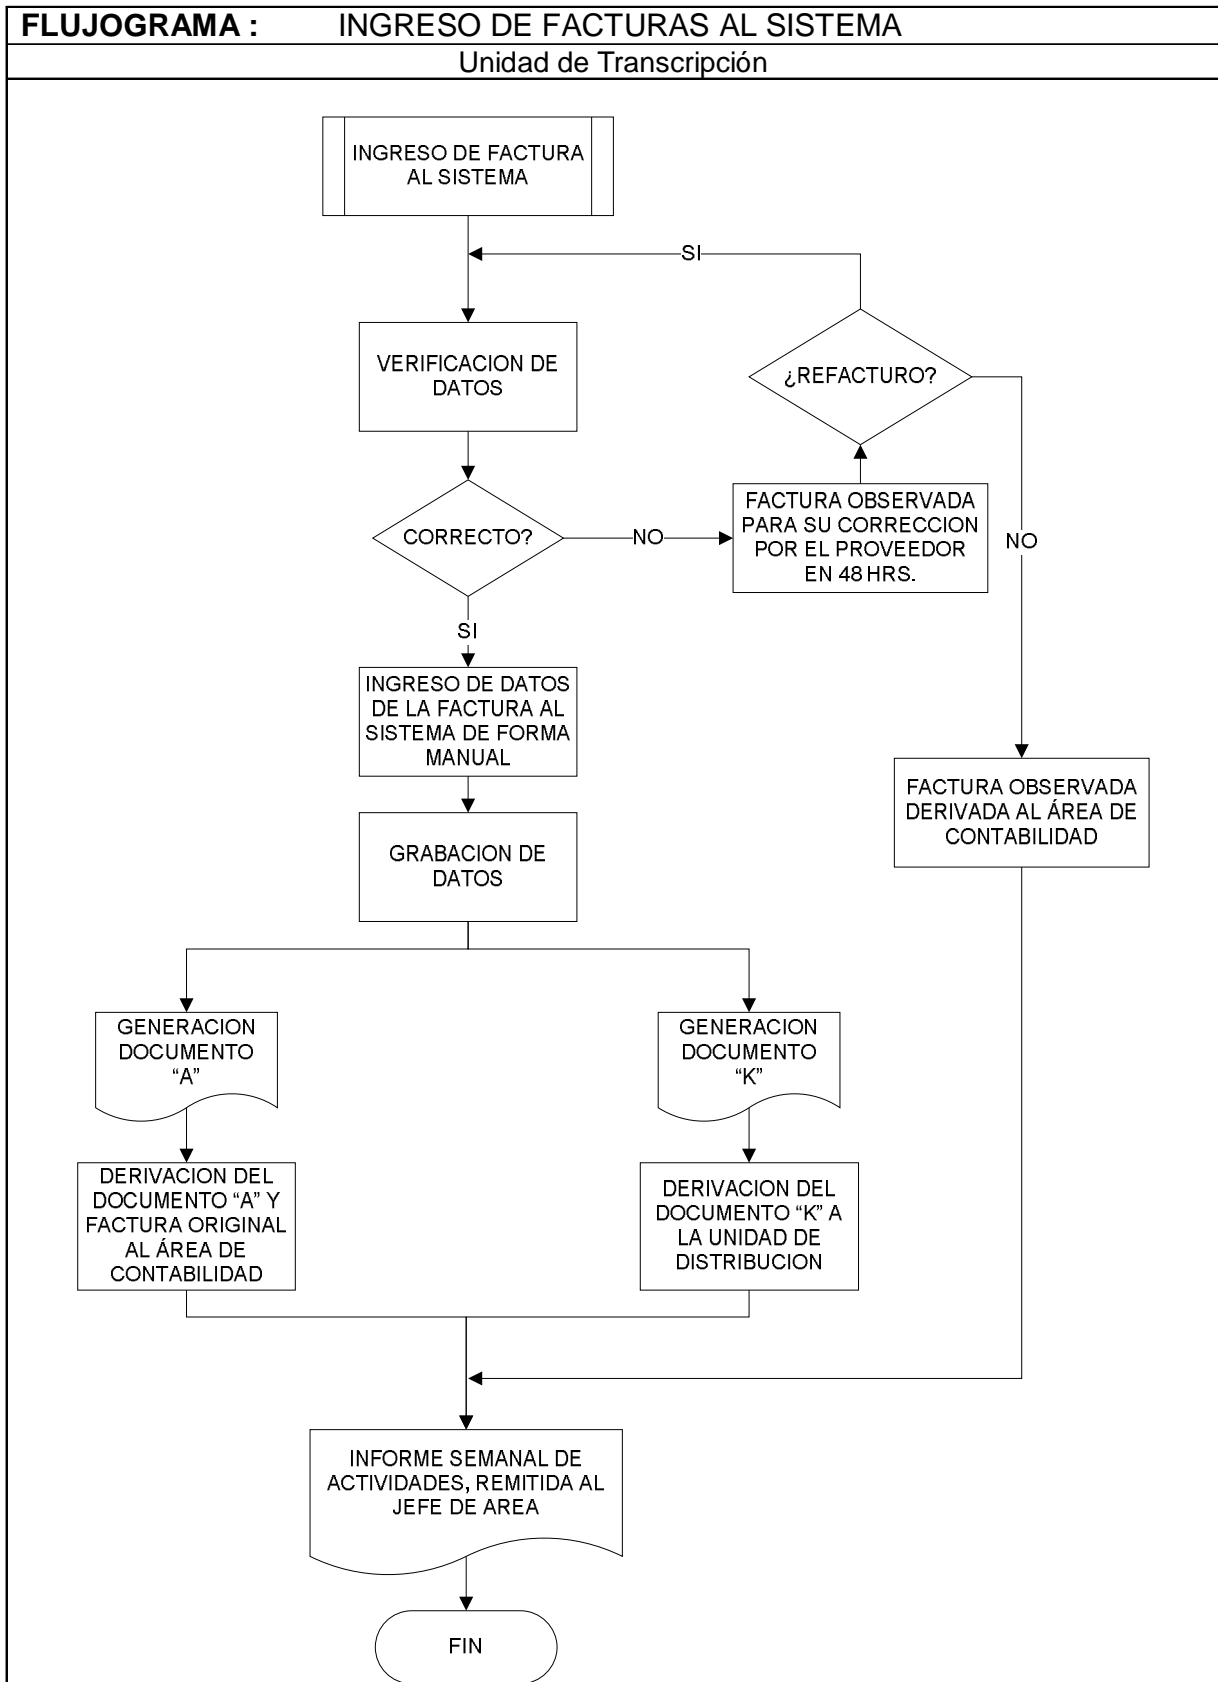 FLUJOGRAMA : INGRESO DE FACTURAS AL SISTEMA
Unidad de Transcripción
INGRESO DE FACTURA
AL SISTEMA
SI
VERIFICACION DE
DATOS
¿REFACTURO?
CORRECTO?
NO
FACTURA OBSERVADA
PARA SU CORRECCION
POR EL PROVEEDOR
EN 48 HRS.
NO
SI
INGRESO DE DATOS
DE LA FACTURA AL
SISTEMA DE FORMA
MANUAL
FACTURA OBSERVADA
DERIVADA AL ÁREA DE
CONTABILIDAD
GRABACION DE
DATOS
GENERACION
DOCUMENTO
“A”
GENERACION
DOCUMENTO
“K”
DERIVACION DEL
DOCUMENTO “A” Y
FACTURA ORIGINAL
AL ÁREA DE
CONTABILIDAD
DERIVACION DEL
DOCUMENTO “K” A
LA UNIDAD DE
DISTRIBUCION
INFORME SEMANAL DE
ACTIVIDADES, REMITIDA AL
JEFE DE AREA
FIN